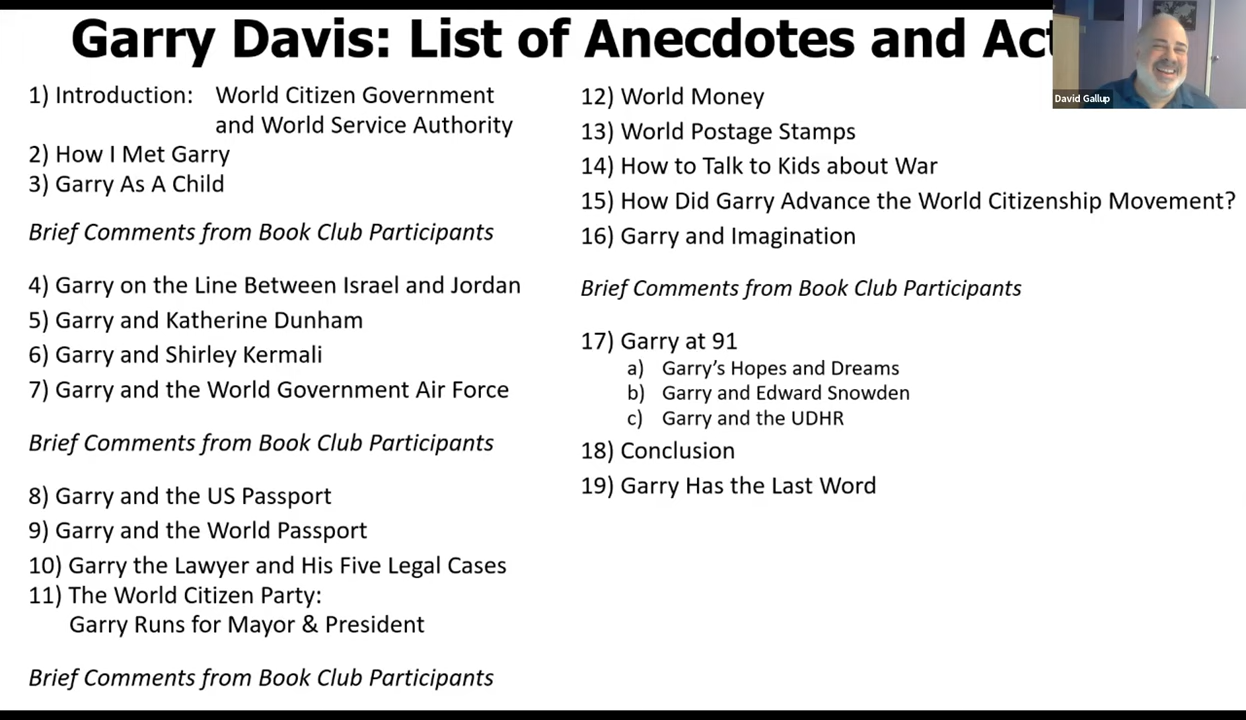 Garry Davis: List of Anecdotes and Act
David Gallup
1) Introduction: World Citizen Government
and World Service Authority
2) How I Met Garry
3) Garry As A Child
Brief Comments from Book Club Participants
4) Garry on the Line Between Israel and Jordan
5) Garry and Katherine Dunham
6) Garry and Shirley Kermali
7) Garry and the World Government Air Force
Brief Comments from Book Club Participants
8) Garry and the US Passport
9) Garry and the World Passport
10) Garry the Lawyer and His Five Legal Cases
11) The World Citizen Party:
Garry Runs for Mayor & President
Brief Comments from Book Club Participants
12) World Money
13) World Postage Stamps
14) How to Talk to Kids about War
15) How Did Garry Advance the World Citizenship Movement?
16) Garry and Imagination
Brief Comments from Book Club Participants
17) Garry at 91
a) Garry’s Hopes and Dreams
b) Garry and Edward Snowden
c) Garry and the UDHR
18) Conclusion
19) Garry Has the Last Word